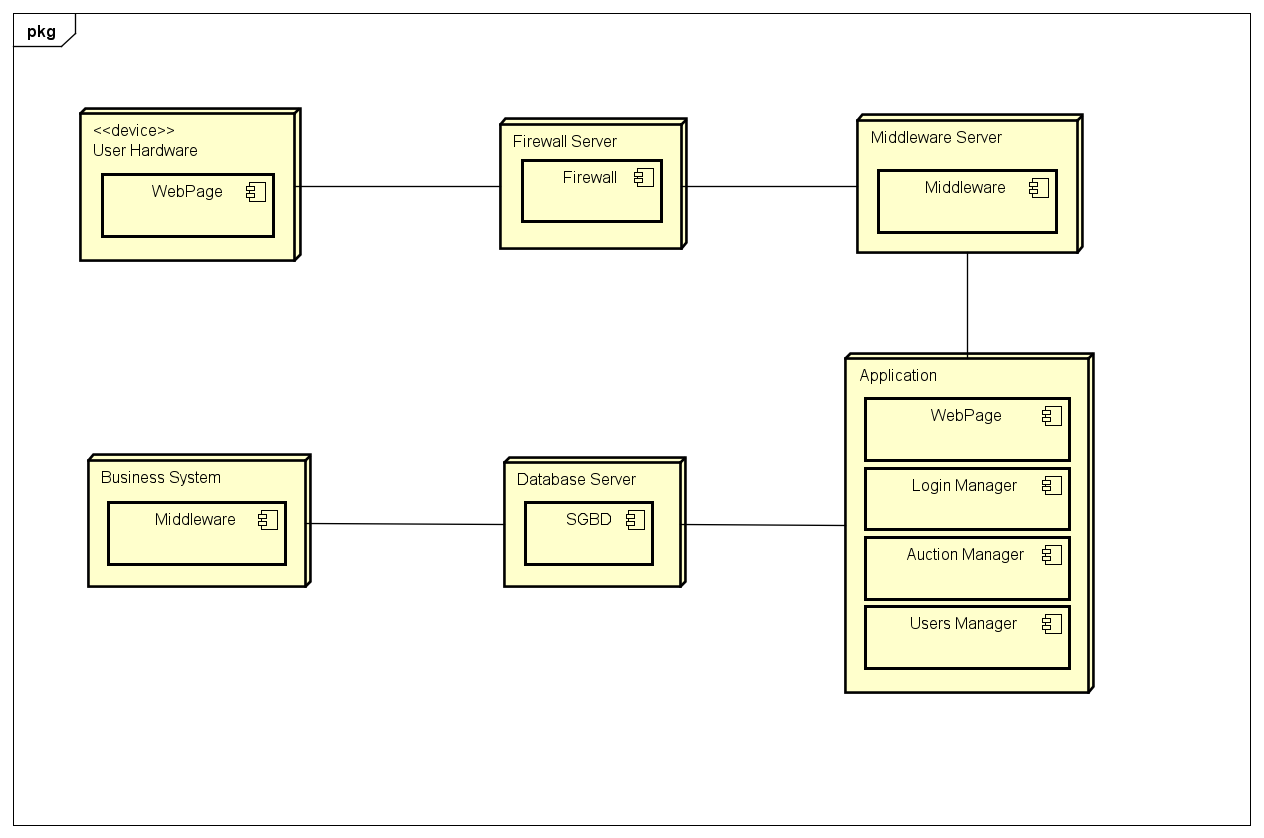 pkg
<<device>>
User Hardware
WebPage
Firewall Server
Firewall
Middleware Server
Middleware
Application
WebPage
Login Manager
Auction Manager
Users Manager
Business System
Middleware
Database Server
SGBD